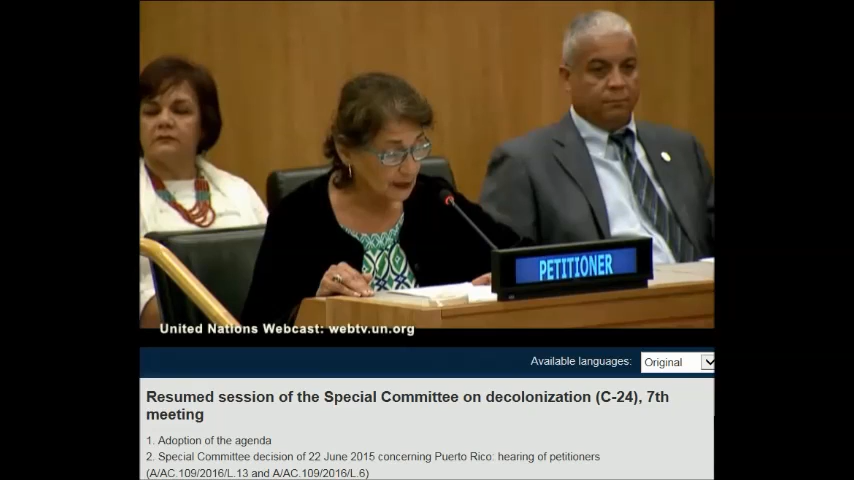 PETITIONER
United Nations Webcast: webtv.un.org
Available languages: Original
Resumed session of the Special Committee on decolonization (C-24), 7th
meeting
1. Adoption of the agenda
2. Special Committee decision of 22 June 2015 concerning Puerto Rico: hearing of petitioners
(A/AC.109/2016/L.13 and A/AC.109/2016/L.6)